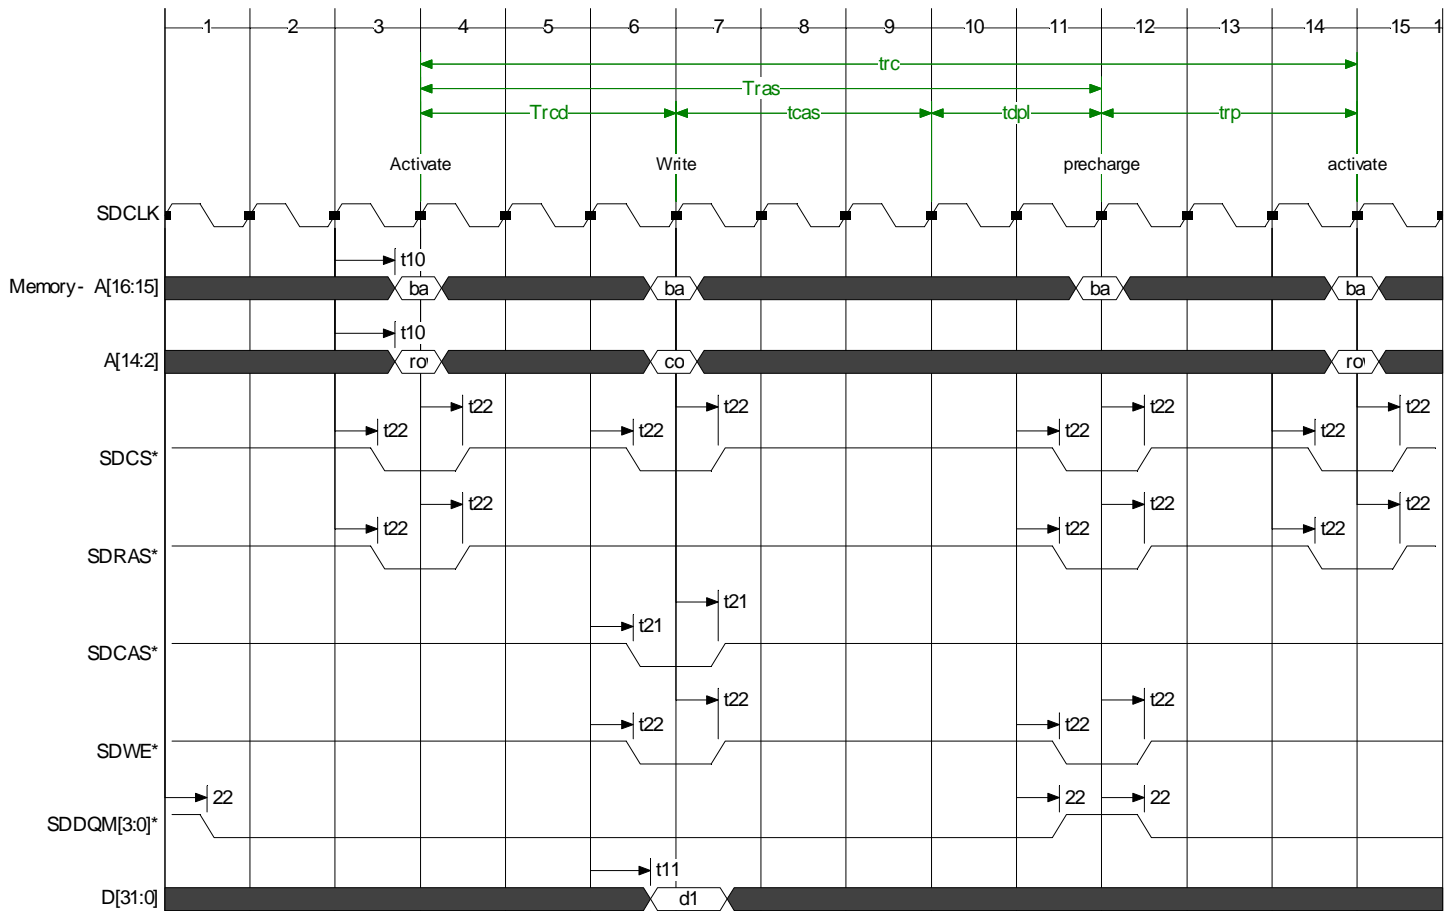 1 2 3 4 5 6 7 8 9 10 11 12 13 14 15 1
trc
Tras
Trcd tcas tdpl trp
Activate Write precharge activate
SDCLK
t10
Memory- A[16:15] ba ba ba ba
t10
A[14:2] ro co ro
t22 t22 t22 t22
t22 t22 t22 t22
SDCS*
t22 t22 t22
t22 t22 t22
SDRAS*
t21
t21
SDCAS*
t22 t22
t22 t22
SDWE*
22 22 22
SDDQM[3:0]*
t11
D[31:0] d1